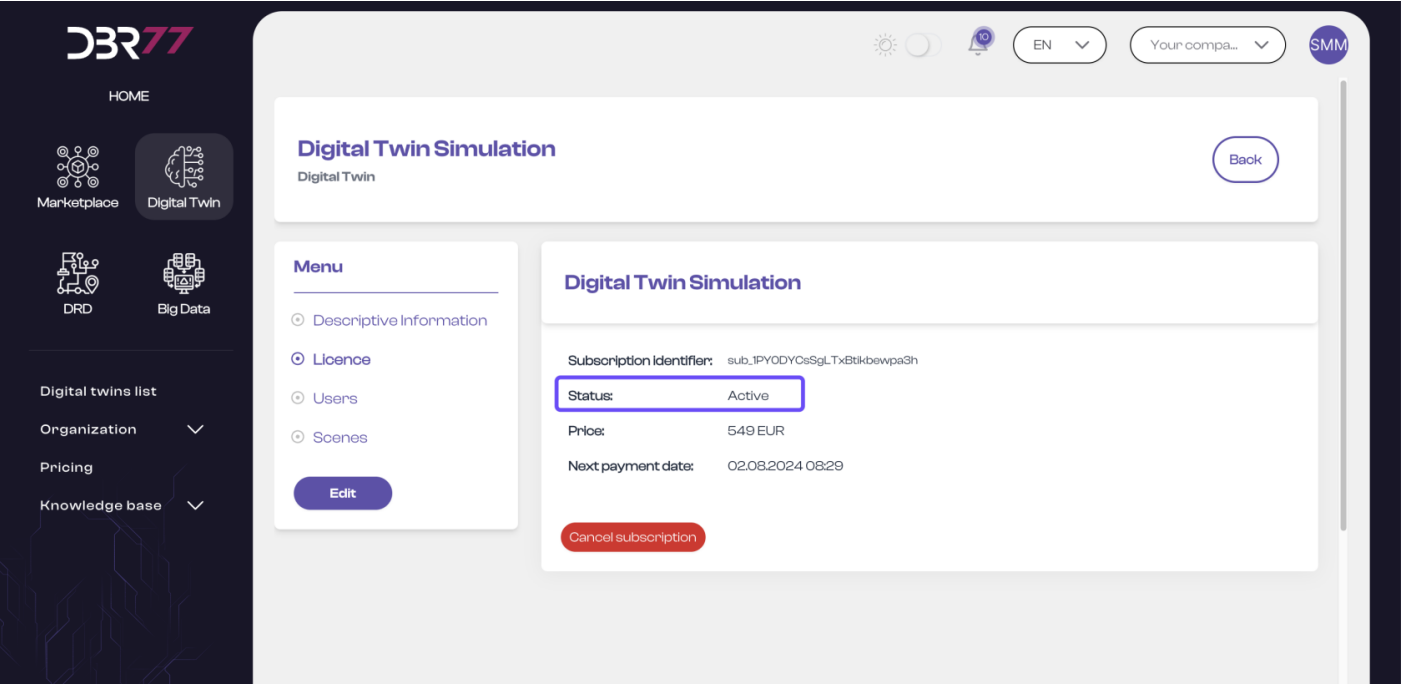 DBR77
HOME
Marketplace
Digital Twin
DRD
Big Data
Digital twins list
Organization
Pricing
Knowledge base
10
EN
Your compa...
SMM
Digital Twin Simulation
Digital Twin
Back
Menu
Descriptive Information
Licence
Users
Scenes
Edit
Digital Twin Simulation
Subscription identifier: sub_1PY0DYCsSgLTxBtikbewpa3h
Status: Active
Price: 549 EUR
Next payment date: 02.08.2024 08:29
Cancel subscription